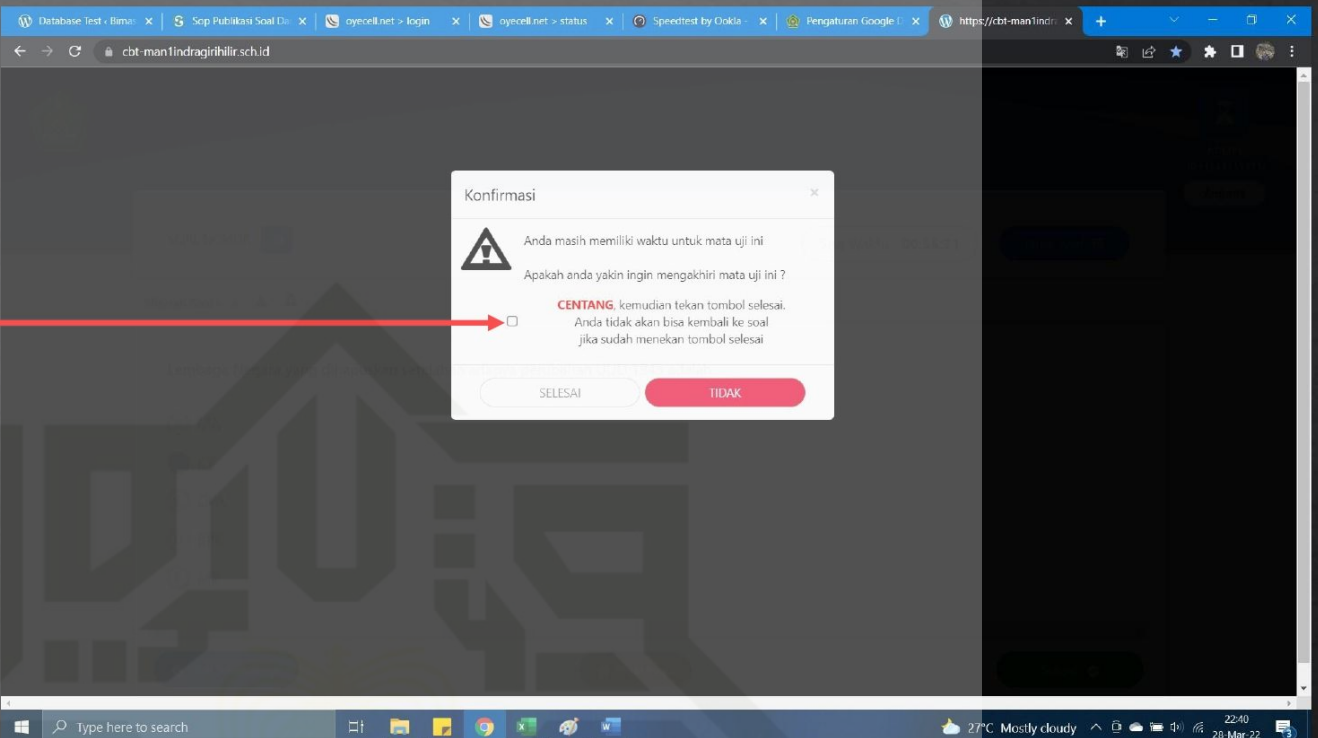 Database Test ‹ Bimas
Sop Publikasi Soal Da
oyecell.net > login
oyecell.net > status
Speedtest by Ookla -
Pengaturan Google D
https://cbt-man1indr
cbt-man1indragirihilir.sch.id
Konfirmasi
Anda masih memiliki waktu untuk mata uji ini
Apakah anda yakin ingin mengakhiri mata uji ini ?
CENTANG, kemudian tekan tombol selesai.
Anda tidak akan bisa kembali ke soal
jika sudah menekan tombol selesai
SELESAI
TIDAK
Type here to search
27°C Mostly cloudy
22:40
28-Mar-22
3